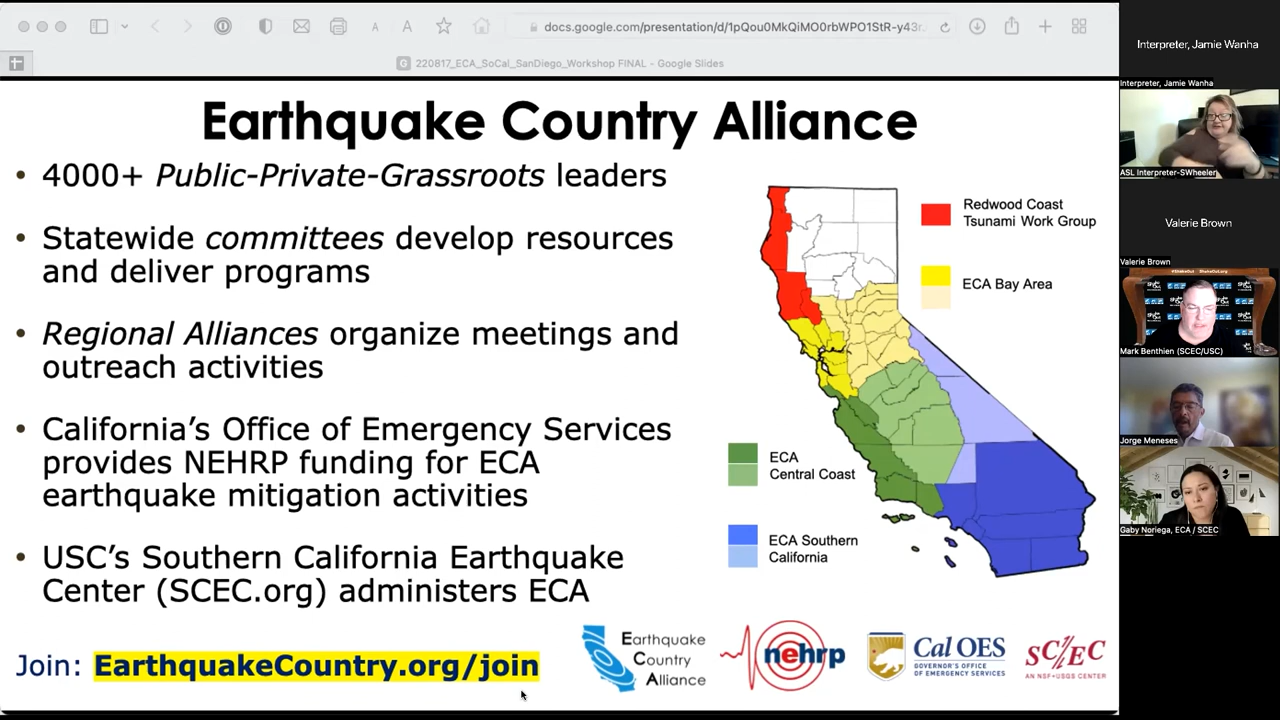 docs.google.com/presentation/d/1pQou0MkQiMO0rbWPO1StR-y43r
220817_ECA_SoCal_SanDiego_Workshop FINAL - Google Slides
Earthquake Country Alliance
• 4000+ Public-Private-Grassroots leaders
• Statewide committees develop resources
and deliver programs
• Regional Alliances organize meetings and
outreach activities
• California's Office of Emergency Services
provides NEHRP funding for ECA
earthquake mitigation activities
• USC's Southern California Earthquake
Center (SCEC.org) administers ECA
Join: EarthquakeCountry.org/join
Redwood Coast
Tsunami Work Group
ECA Bay Area
ECA
Central Coast
ECA Southern
California
Earthquake
Country
Alliance
nehrp
Cal OES
GOVERNOR'S OFFICE
OF EMERGENCY SERVICES
SC/EC
AN NSF+USGS CENTER
Interpreter, Jamie Wanha
Interpreter, Jamie Wanha
ASL Interpreter-SWheeler
Valerie Brown
Valerie Brown
Mark Benthien (SCEC/USC)
Jorge Meneses
Gaby Noriega, ECA / SCEC